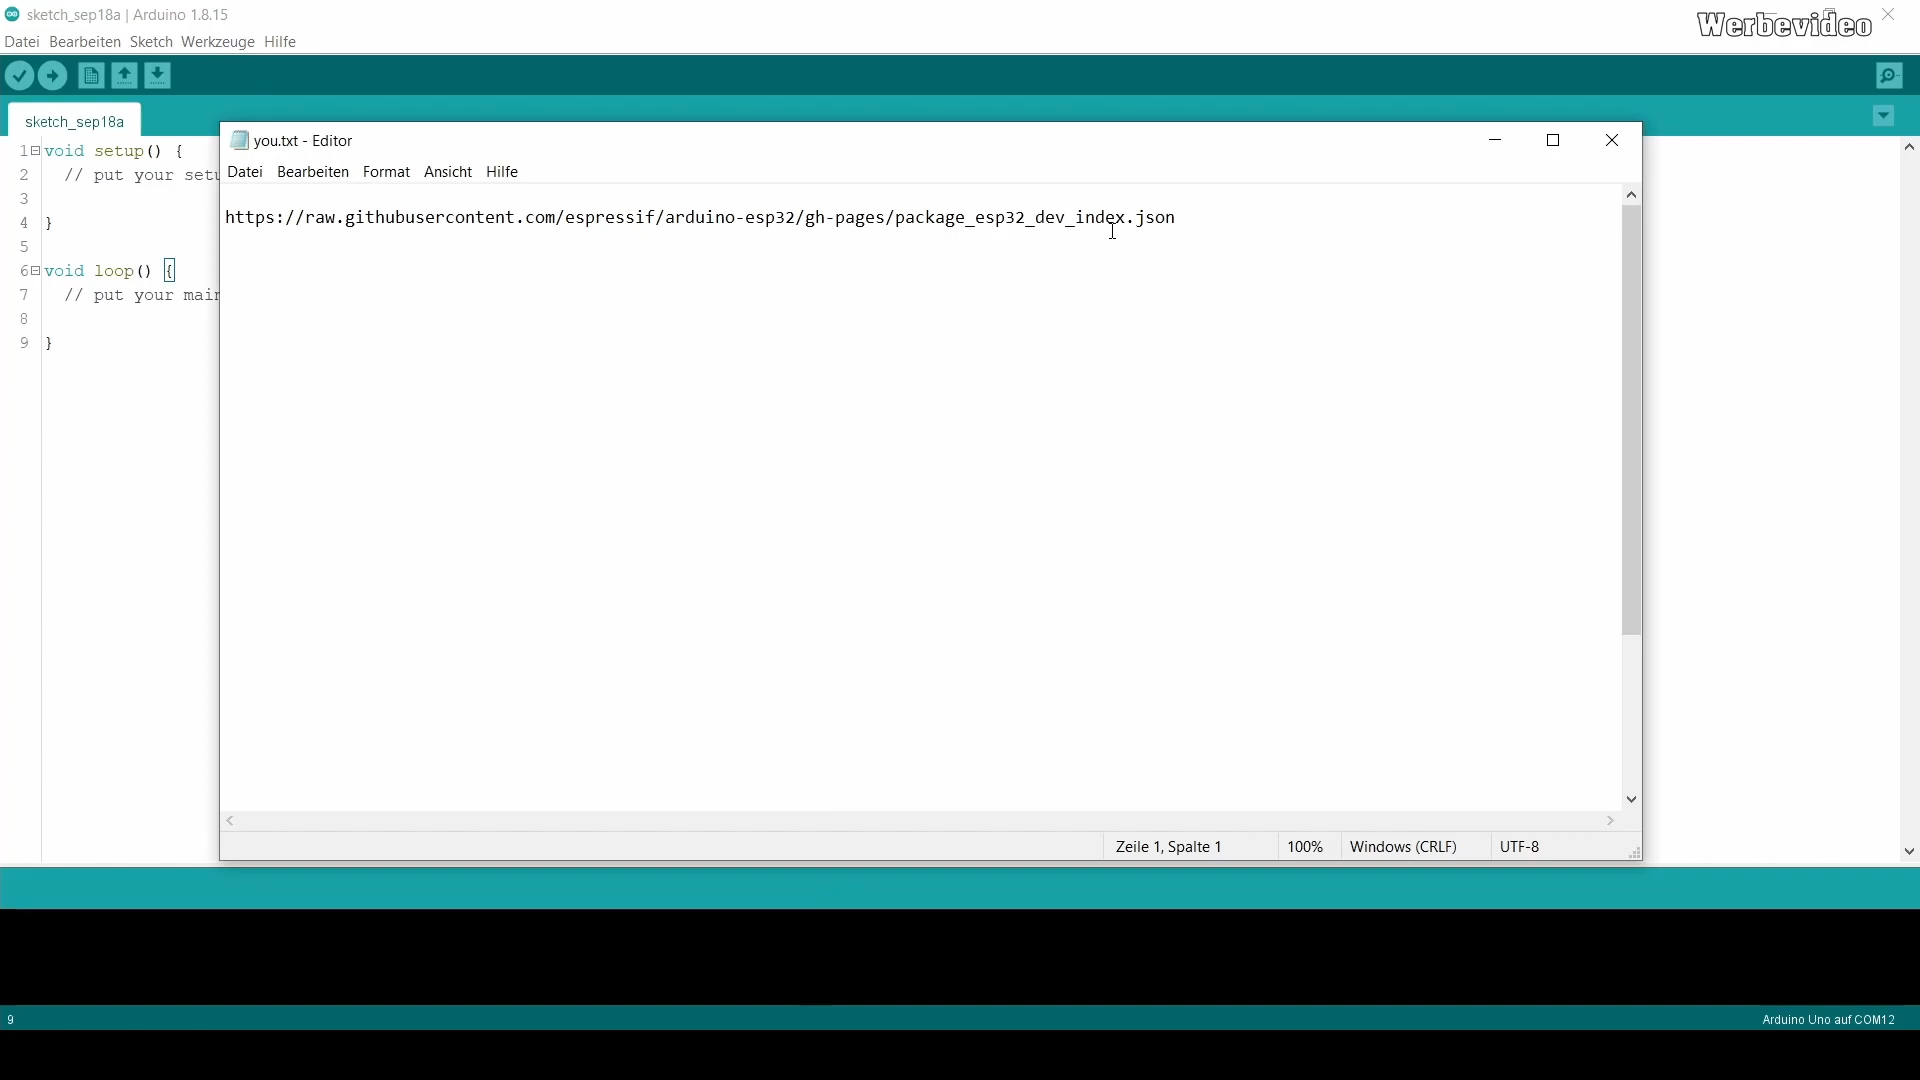 sketch_sep18a | Arduino 1.8.15
Werbevideo
Datei Bearbeiten Sketch Werkzeuge Hilfe
sketch_sep18a
you.txt - Editor
Datei Bearbeiten Format Ansicht Hilfe
https://raw.githubusercontent.com/espressif/arduino-esp32/gh-pages/package_esp32_dev_index.json
1 void setup() {
2 // put your setu
3
4 }
5
6 void loop() {
7 // put your main
8
9 }
Zeile 1, Spalte 1 100% Windows (CRLF) UTF-8
9 Arduino Uno auf COM12